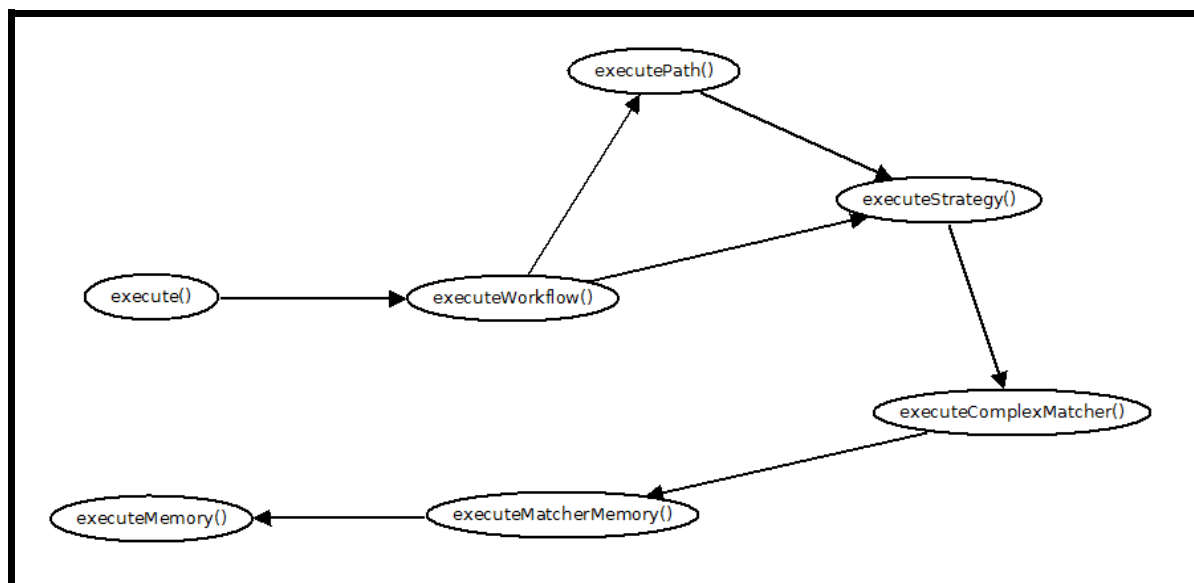 executePath()
executeStrategy()
execute()
executeWorkflow()
executeComplexMatcher()
executeMemory()
executeMatcherMemory()